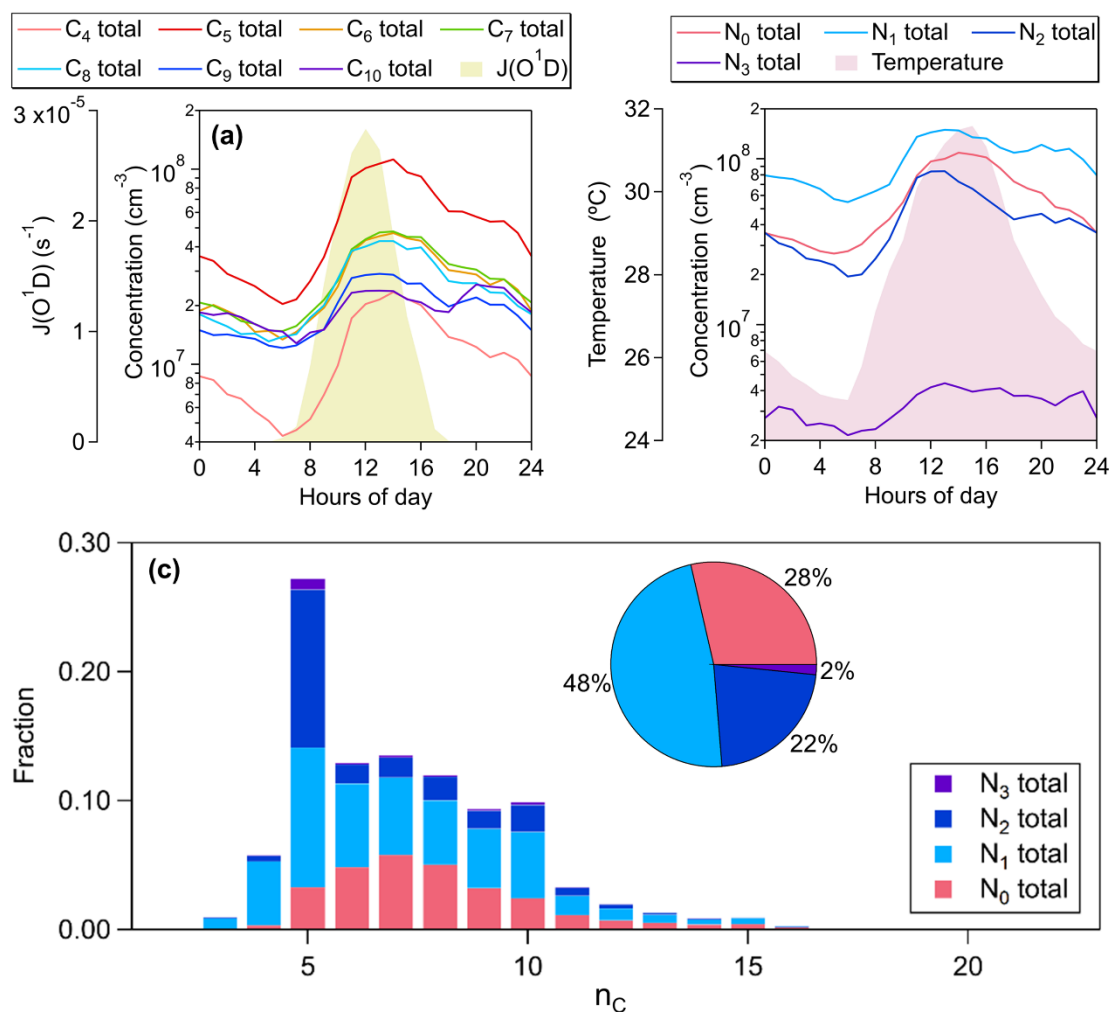 C4 total C5 total C6 total C7 total
C8 total C9 total C10 total J(O¹D)
N0 total N1 total N2 total
N3 total Temperature
(a)
3 x10⁻⁵
2
1
0
J(O¹D) (s⁻¹)
Concentration (cm⁻³)
2
10⁸
8
6
4
2
10⁷
8
6
4
0 4 8 12 16 20 24
Hours of day
32
30
28
26
24
Temperature (ºC)
Concentration (cm⁻³)
2
10⁸
8
6
4
2
10⁷
8
6
4
2
0 4 8 12 16 20 24
Hours of day
(c)
0.30
0.20
0.10
0.00
Fraction
28%
48%
2%
22%
N3 total
N2 total
N1 total
N0 total
5 10 15 20
nC